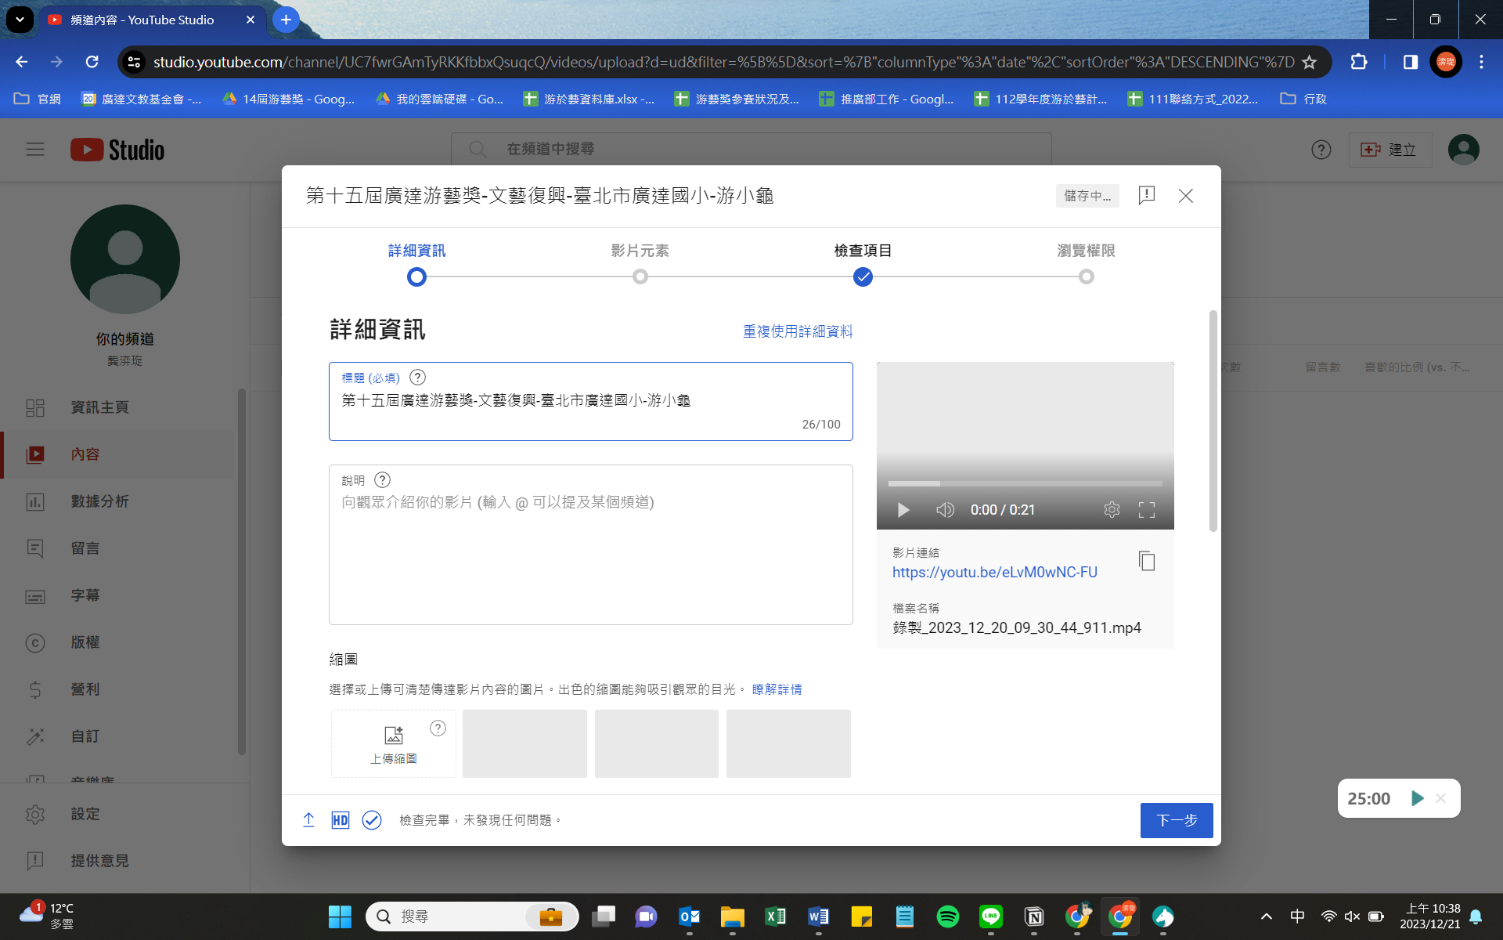 頻道內容 - YouTube Studio
studio.youtube.com/channel/UC7fwrGAmTyRKKfbbxQsuqcQ/videos/upload?d=ud&filter=%5B%5D&sort=%7B"columnType"%3A"date"%2C"sortOrder"%3A"DESCENDING"%7D
官網
廣達文教基金會 -...
14屆游藝獎 - Goog...
我的雲端硬碟 - Go...
游於藝資料庫.xlsx -...
游藝獎參賽狀況及...
推廣部工作 - Googl...
112學年度游於藝計...
111聯絡方式_2022...
行政
Studio
在頻道中搜尋
建立
第十五屆廣達游藝獎-文藝復興-臺北市廣達國小-游小龜
儲存中...
詳細資訊
影片元素
檢查項目
瀏覽權限
你的頻道
資訊主頁
內容
數據分析
留言
字幕
版權
營利
自訂
設定
提供意見
詳細資訊
重複使用詳細資料
標題 (必填)
第十五屆廣達游藝獎-文藝復興-臺北市廣達國小-游小龜
26/100
說明
向觀眾介紹你的影片 (輸入 @ 可以提及某個頻道)
0:00 / 0:21
影片連結
https://youtu.be/eLvM0wNC-FU
檔案名稱
錄製_2023_12_20_09_30_44_911.mp4
留言數
喜歡的比例 (vs. 不...
縮圖
選擇或上傳可清楚傳達影片內容的圖片。出色的縮圖能夠吸引觀眾的目光。 瞭解詳情
上傳縮圖
HD
檢查完畢，未發現任何問題。
下一步
25:00
1
12°C
多雲
搜尋
中
上午 10:38
2023/12/21